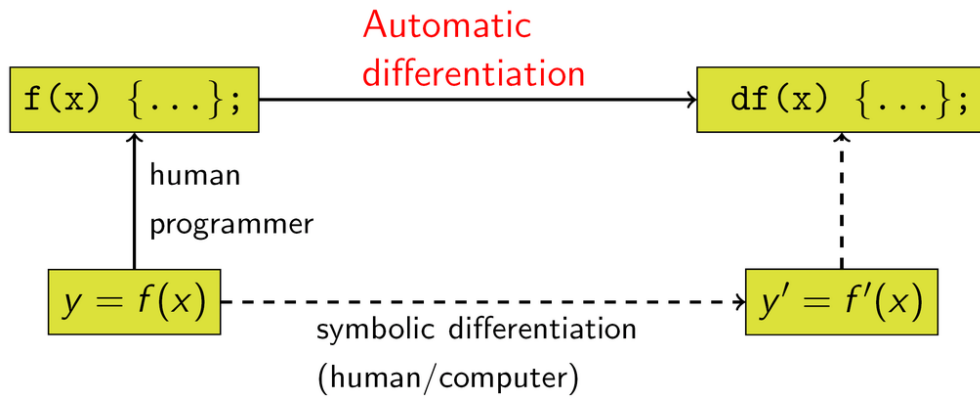 Automatic
differentiation
f(x) {...};
df(x) {...};
human
programmer
y = f(x)
y′ = f′(x)
symbolic differentiation
(human/computer)